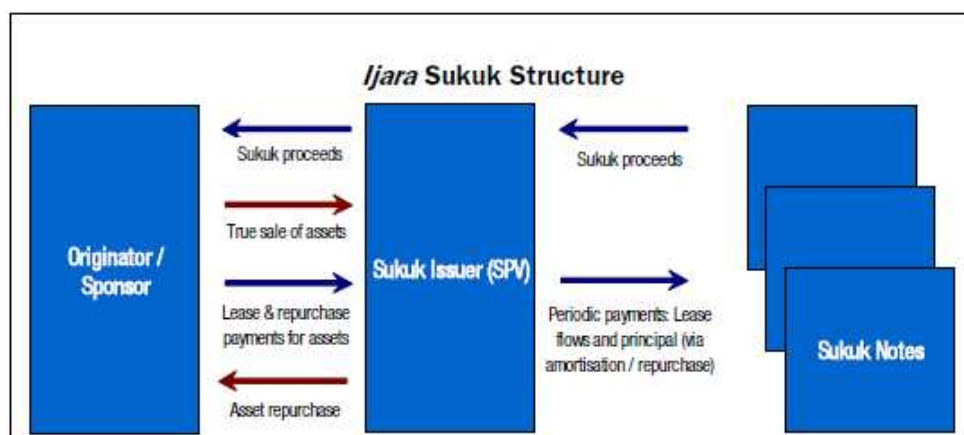 Ijara Sukuk Structure
Sukuk proceeds
Sukuk proceeds
True sale of assets
Originator /
Sponsor
Sukuk Issuer (SPV)
Lease & repurchase
payments for assets
Periodic payments: Lease
flows and principal (via
amortisation / repurchase)
Sukuk Notes
Asset repurchase